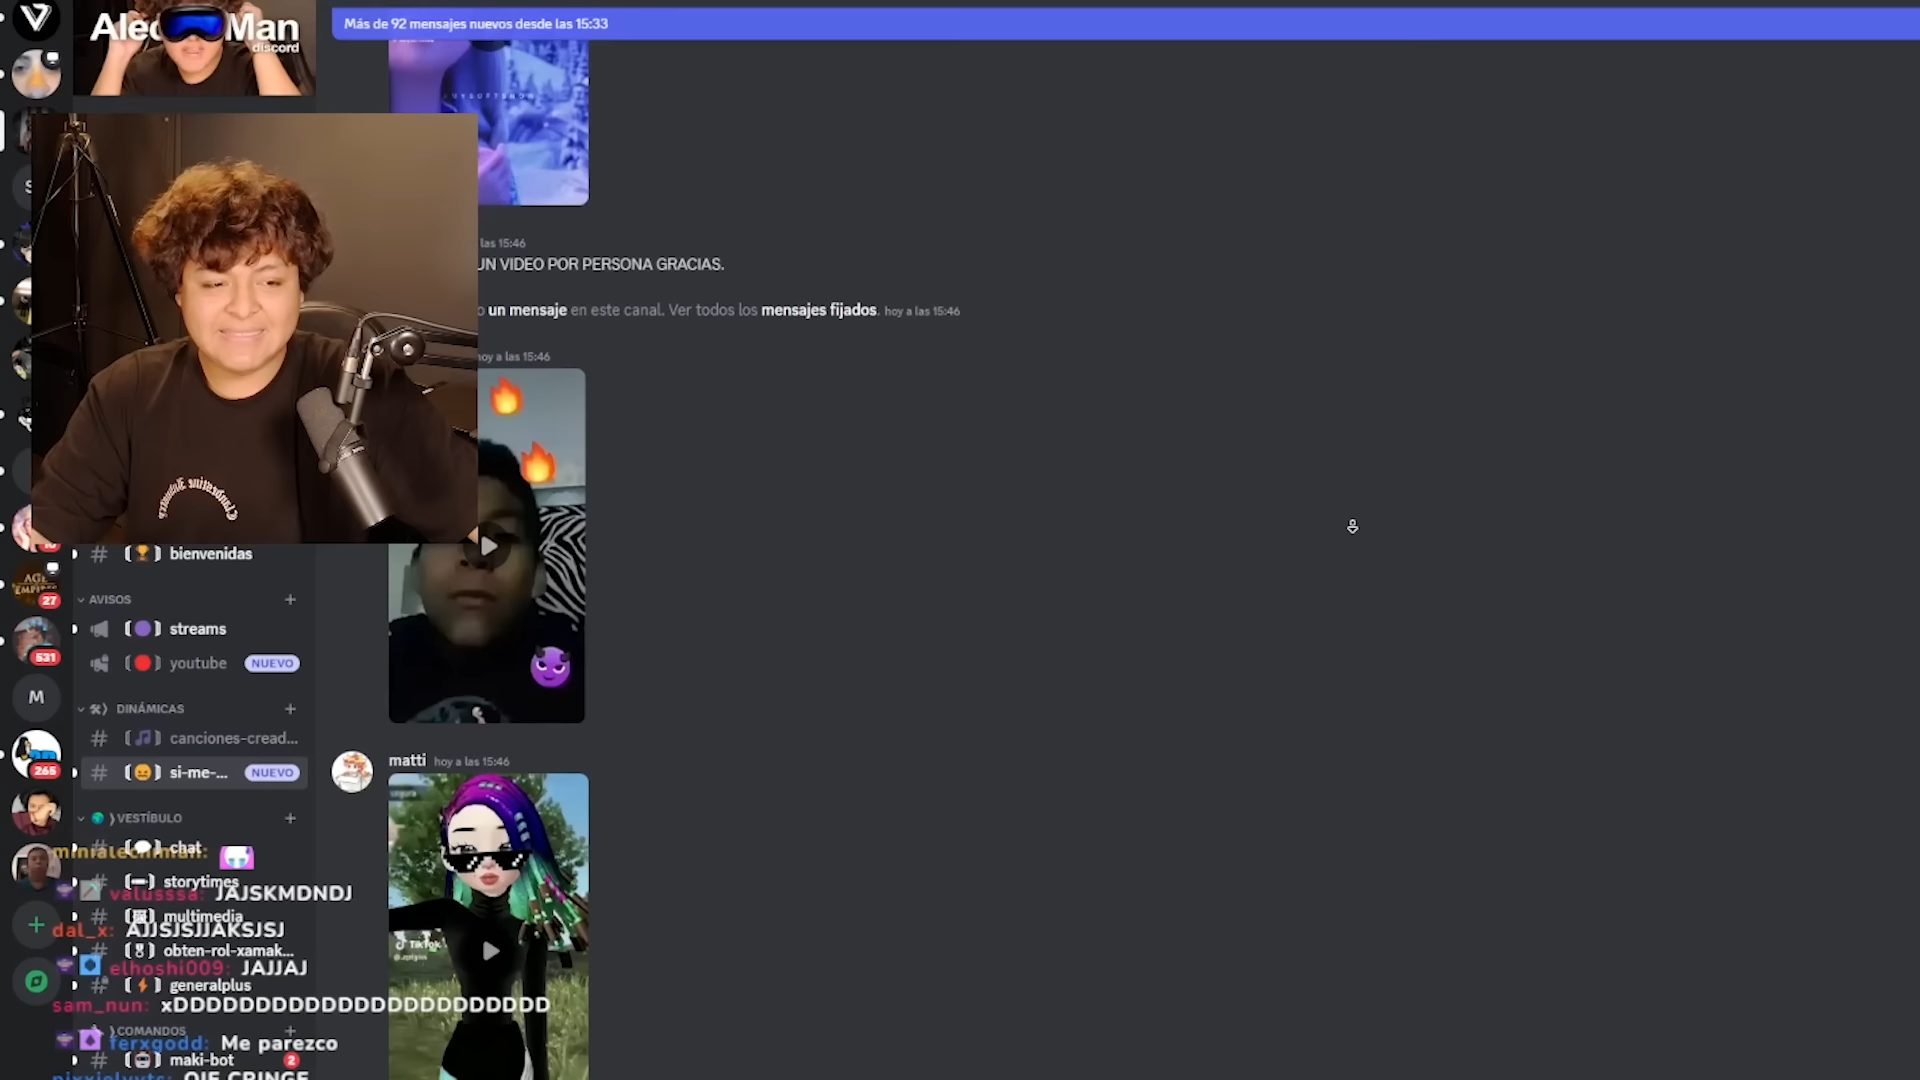 Más de 92 mensajes nuevos desde las 15:33
Alec Man
discord
las 15:46
UN VIDEO POR PERSONA GRACIAS.
un mensaje en este canal. Ver todos los mensajes fijados. hoy a las 15:46
hoy a las 15:46
bienvenidas
AVISOS
streams
youtube NUEVO
DINÁMICAS
canciones-cread...
si-me-... NUEVO
VESTÍBULO
chat
storytimes
multimedia
obten-rol-xamak...
generalplus
COMANDOS
maki-bot 2
27
531
M
265
matti hoy a las 15:46
TikTok
valusssa: JAJSKMDNDJ
dal_x: AJJSJSJJAKSJSJ
elhoshi009: JAJJAJ
sam_nun: xDDDDDDDDDDDDDDDDDDDDDDD
ferxgodd: Me parezco
QIE CRINGE